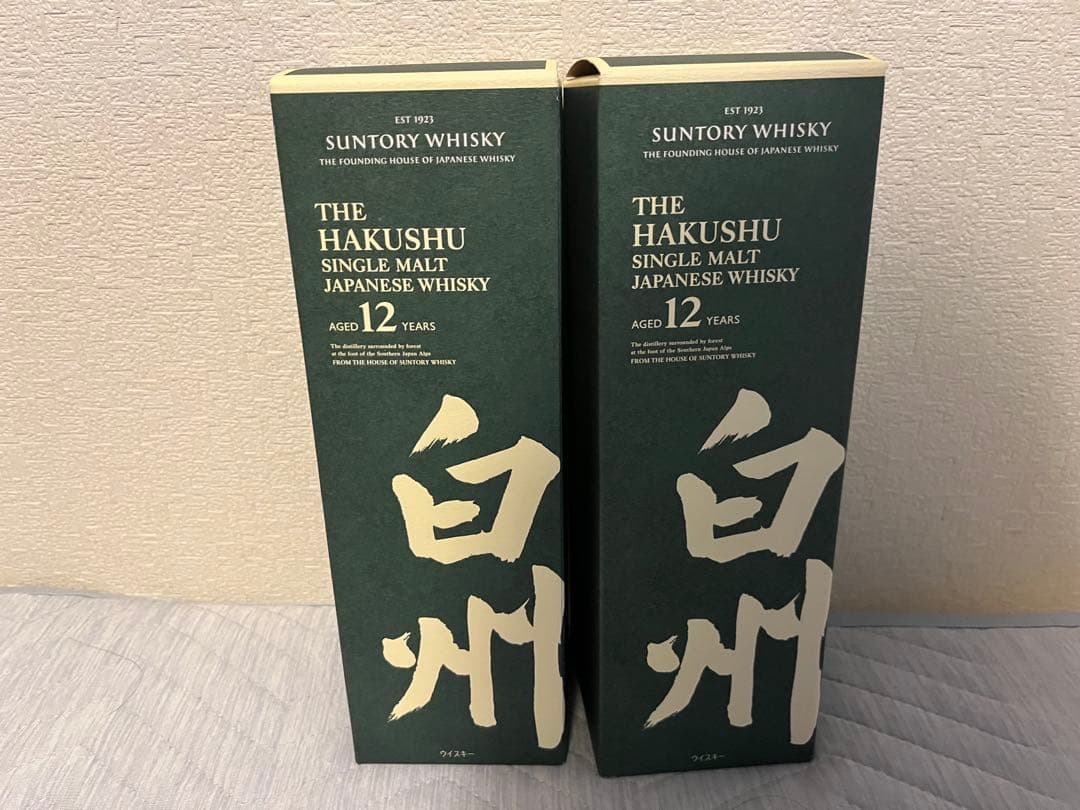 EST 1923
SUNTORY WHISKY
THE FOUNDING HOUSE OF JAPANESE WHISKY
THE
HAKUSHU
SINGLE MALT
JAPANESE WHISKY
AGED 12 YEARS
The distillery surrounded by forest
at the foot of the Southern Japan Alps
FROM THE HOUSE OF SUNTORY WHISKY
白
州
ウイスキー
EST 1923
SUNTORY WHISKY
THE FOUNDING HOUSE OF JAPANESE WHISKY
THE
HAKUSHU
SINGLE MALT
JAPANESE WHISKY
AGED 12 YEARS
The distillery surrounded by forest
at the foot of the Southern Japan Alps
FROM THE HOUSE OF SUNTORY WHISKY
白
州
ウイスキー